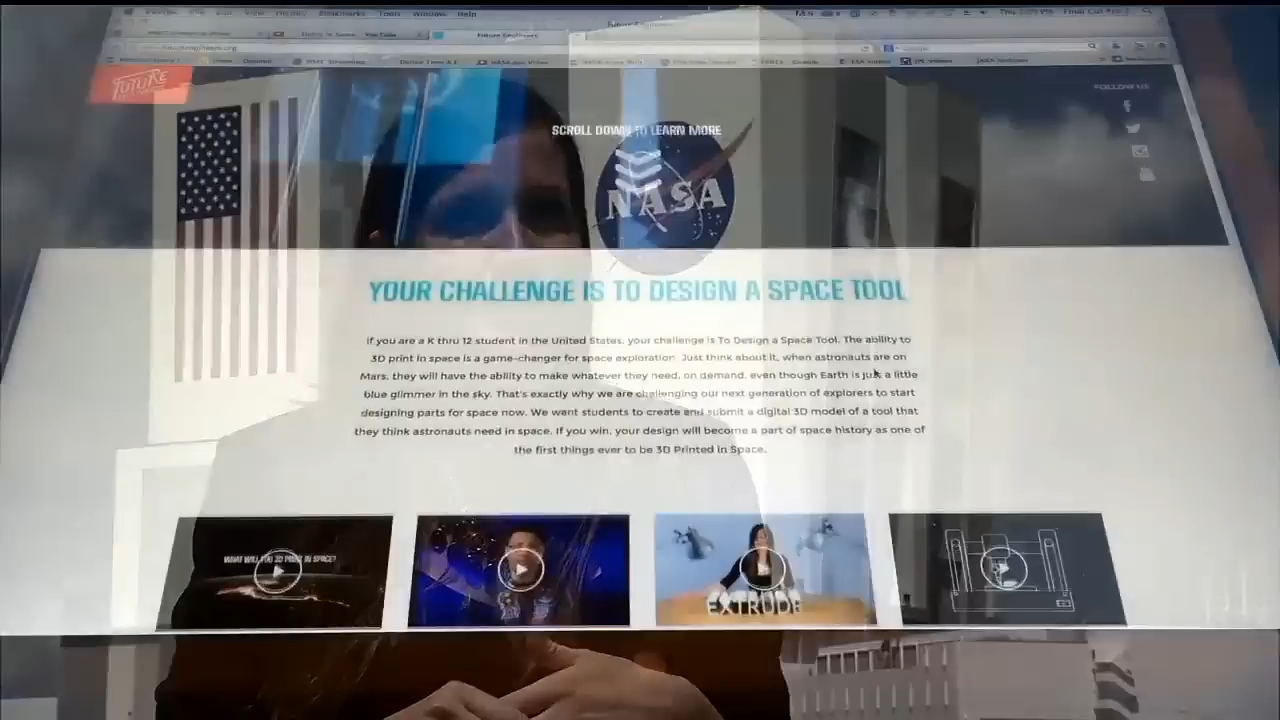 Bookmarks Tools Window Help
FUTURE
FOLLOW US
SCROLL DOWN TO LEARN MORE
NASA
YOUR CHALLENGE IS TO DESIGN A SPACE TOOL
If you are a K thru 12 student in the United States, your challenge is To Design a Space Tool. The ability to
3D print in space is a game-changer for space exploration. Just think about it, when astronauts are on
Mars, they will have the ability to make whatever they need, on demand, even though Earth is just a little
blue glimmer in the sky. That's exactly why we are challenging our next generation of explorers to start
designing parts for space now. We want students to create and submit a digital 3D model of a tool that
they think astronauts need in space. If you win, your design will become a part of space history as one of
the first things ever to be 3D Printed in Space.
WHAT WILL YOU 3D PRINT IN SPACE?
EXTRUDE